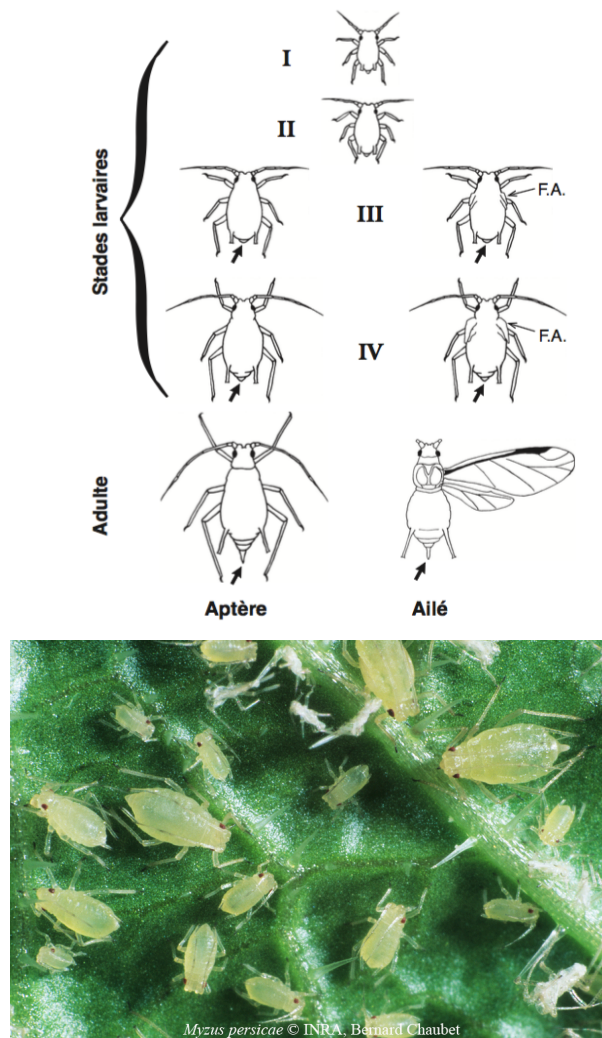 I
II
Stades larvaires
III
F.A.
IV
F.A.
Adulte
Aptère
Ailé
Myzus persicae © INRA, Bernard Chaubet